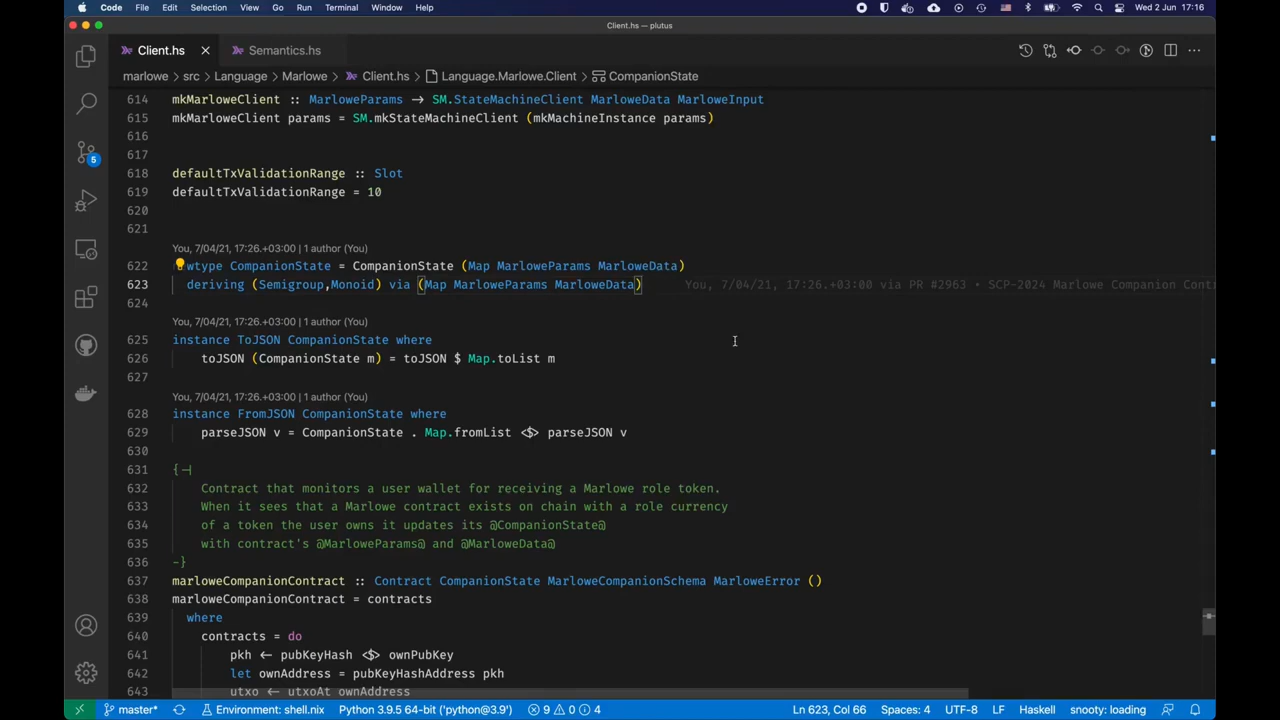 Code File Edit Selection View Go Run Terminal Window Help Wed 2 Jun 17:16
Client.hs — plutus
Client.hs Semantics.hs
marlowe > src > Language > Marlowe > Client.hs > Language.Marlowe.Client > CompanionState
614 mkMarloweClient :: MarloweParams → SM.StateMachineClient MarloweData MarloweInput
615 mkMarloweClient params = SM.mkStateMachineClient (mkMachineInstance params)
616
617
618 defaultTxValidationRange :: Slot
619 defaultTxValidationRange = 10
620
621
You, 7/04/21, 17:26.+03:00 | 1 author (You)
622 wtype CompanionState = CompanionState (Map MarloweParams MarloweData)
623 deriving (Semigroup,Monoid) via (Map MarloweParams MarloweData) You, 7/04/21, 17:26.+03:00 via PR #2963 • SCP-2024 Marlowe Companion Contr
624
You, 7/04/21, 17:26.+03:00 | 1 author (You)
625 instance ToJSON CompanionState where
626 toJSON (CompanionState m) = toJSON $ Map.toList m
627
You, 7/04/21, 17:26.+03:00 | 1 author (You)
628 instance FromJSON CompanionState where
629 parseJSON v = CompanionState . Map.fromList <$> parseJSON v
630
631 {-|
632 Contract that monitors a user wallet for receiving a Marlowe role token.
633 When it sees that a Marlowe contract exists on chain with a role currency
634 of a token the user owns it updates its @CompanionState@
635 with contract's @MarloweParams@ and @MarloweData@
636 -}
637 marloweCompanionContract :: Contract CompanionState MarloweCompanionSchema MarloweError ()
638 marloweCompanionContract = contracts
639 where
640 contracts = do
641 pkh ← pubKeyHash <$> ownPubKey
642 let ownAddress = pubKeyHashAddress pkh
643 utxo ← utxoAt ownAddress
5
master* Environment: shell.nix Python 3.9.5 64-bit ('python@3.9') 9 0 4 Ln 623, Col 66 Spaces: 4 UTF-8 LF Haskell snooty: loading